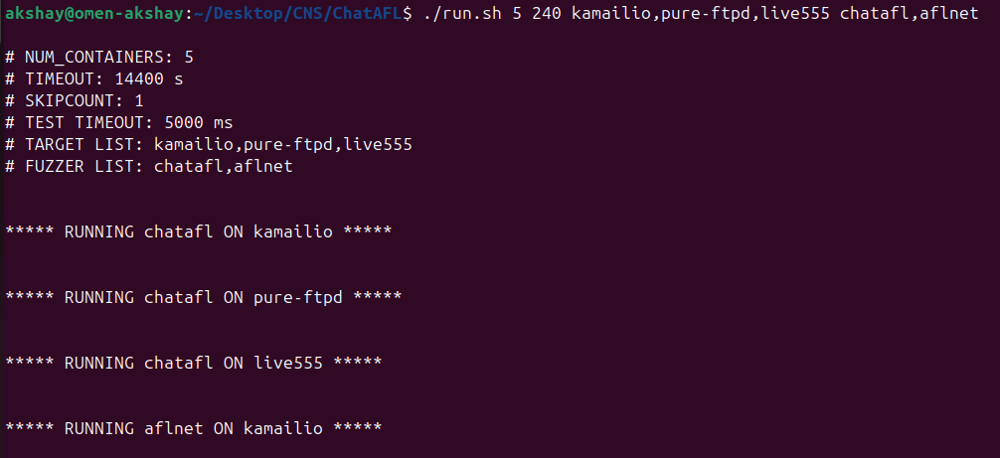 akshay@omen-akshay:~/Desktop/CNS/ChatAFL$ ./run.sh 5 240 kamailio,pure-ftpd,live555 chatafl,aflnet
# NUM_CONTAINERS: 5
# TIMEOUT: 14400 s
# SKIPCOUNT: 1
# TEST TIMEOUT: 5000 ms
# TARGET LIST: kamailio,pure-ftpd,live555
# FUZZER LIST: chatafl,aflnet
***** RUNNING chatafl ON kamailio *****
***** RUNNING chatafl ON pure-ftpd *****
***** RUNNING chatafl ON live555 *****
***** RUNNING aflnet ON kamailio *****